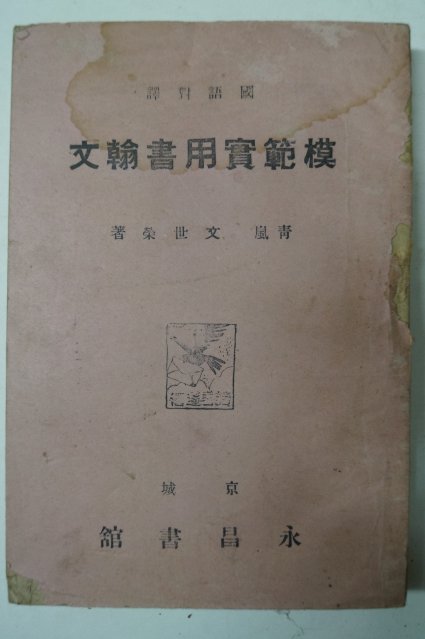 國語對譯
模範實用書翰文
靑嵐 文世榮 著
京城
永昌書舘